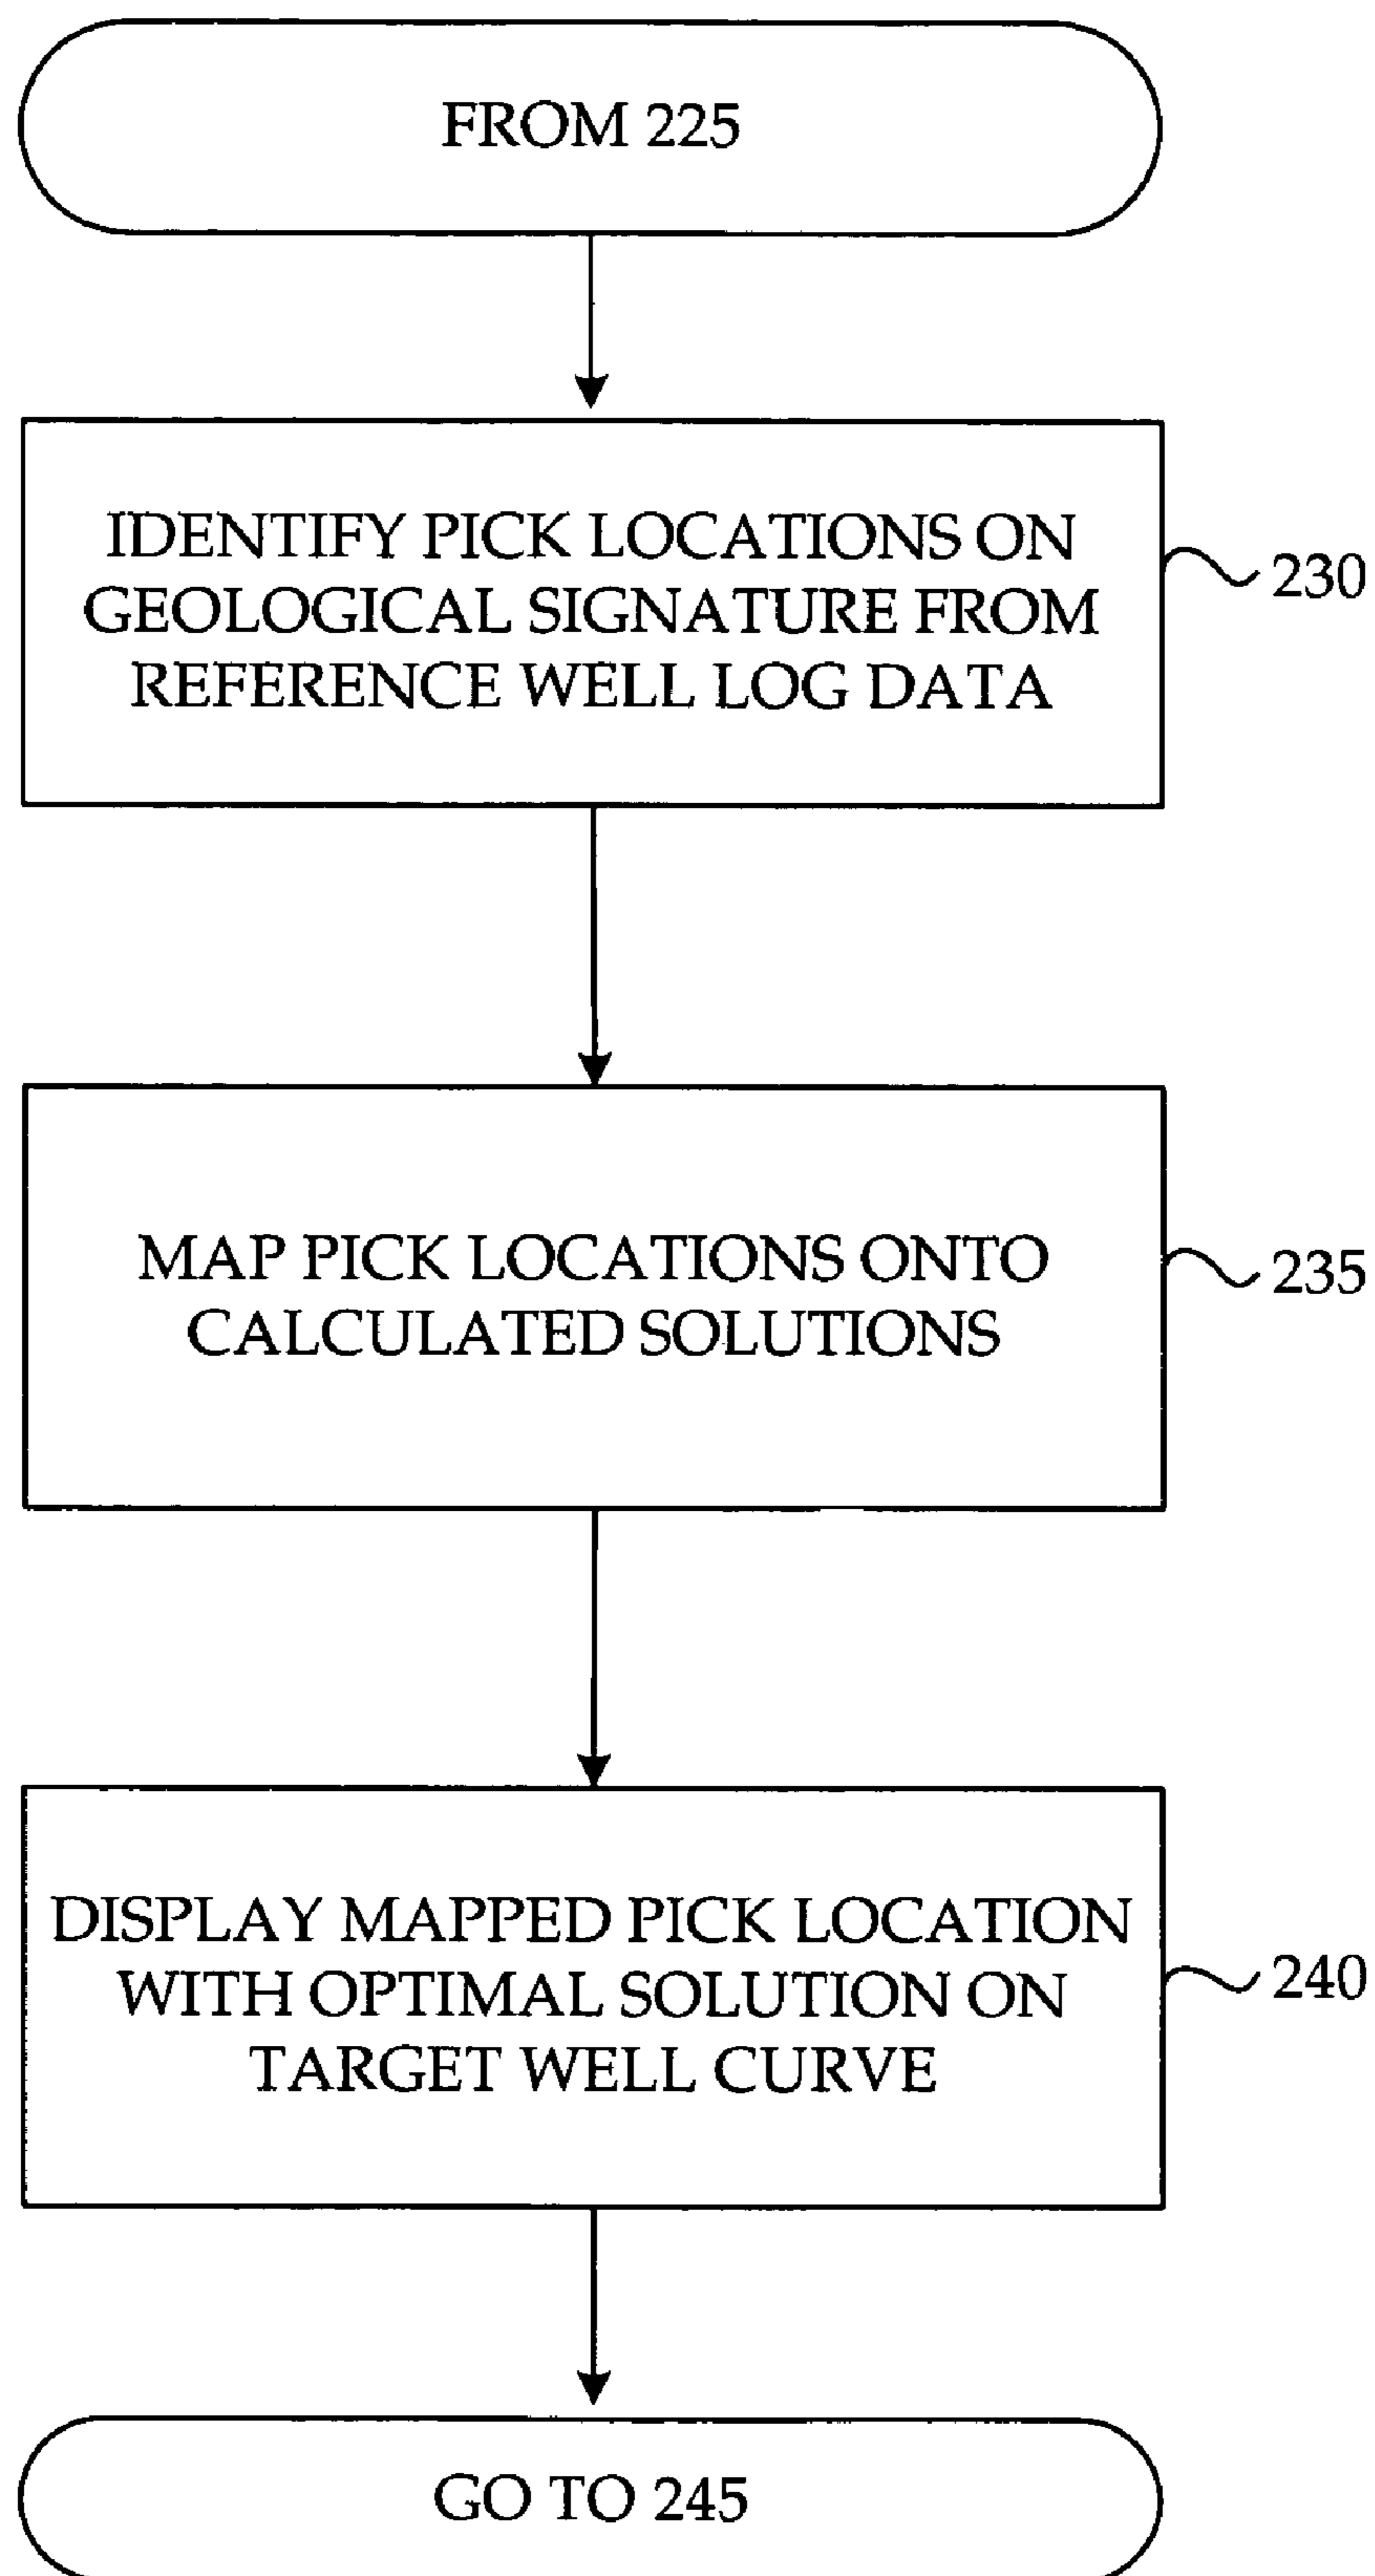 FROM 225
IDENTIFY PICK LOCATIONS ON
GEOLOGICAL SIGNATURE FROM
REFERENCE WELL LOG DATA
230
MAP PICK LOCATIONS ONTO
CALCULATED SOLUTIONS
235
DISPLAY MAPPED PICK LOCATION
WITH OPTIMAL SOLUTION ON
TARGET WELL CURVE
240
GO TO 245